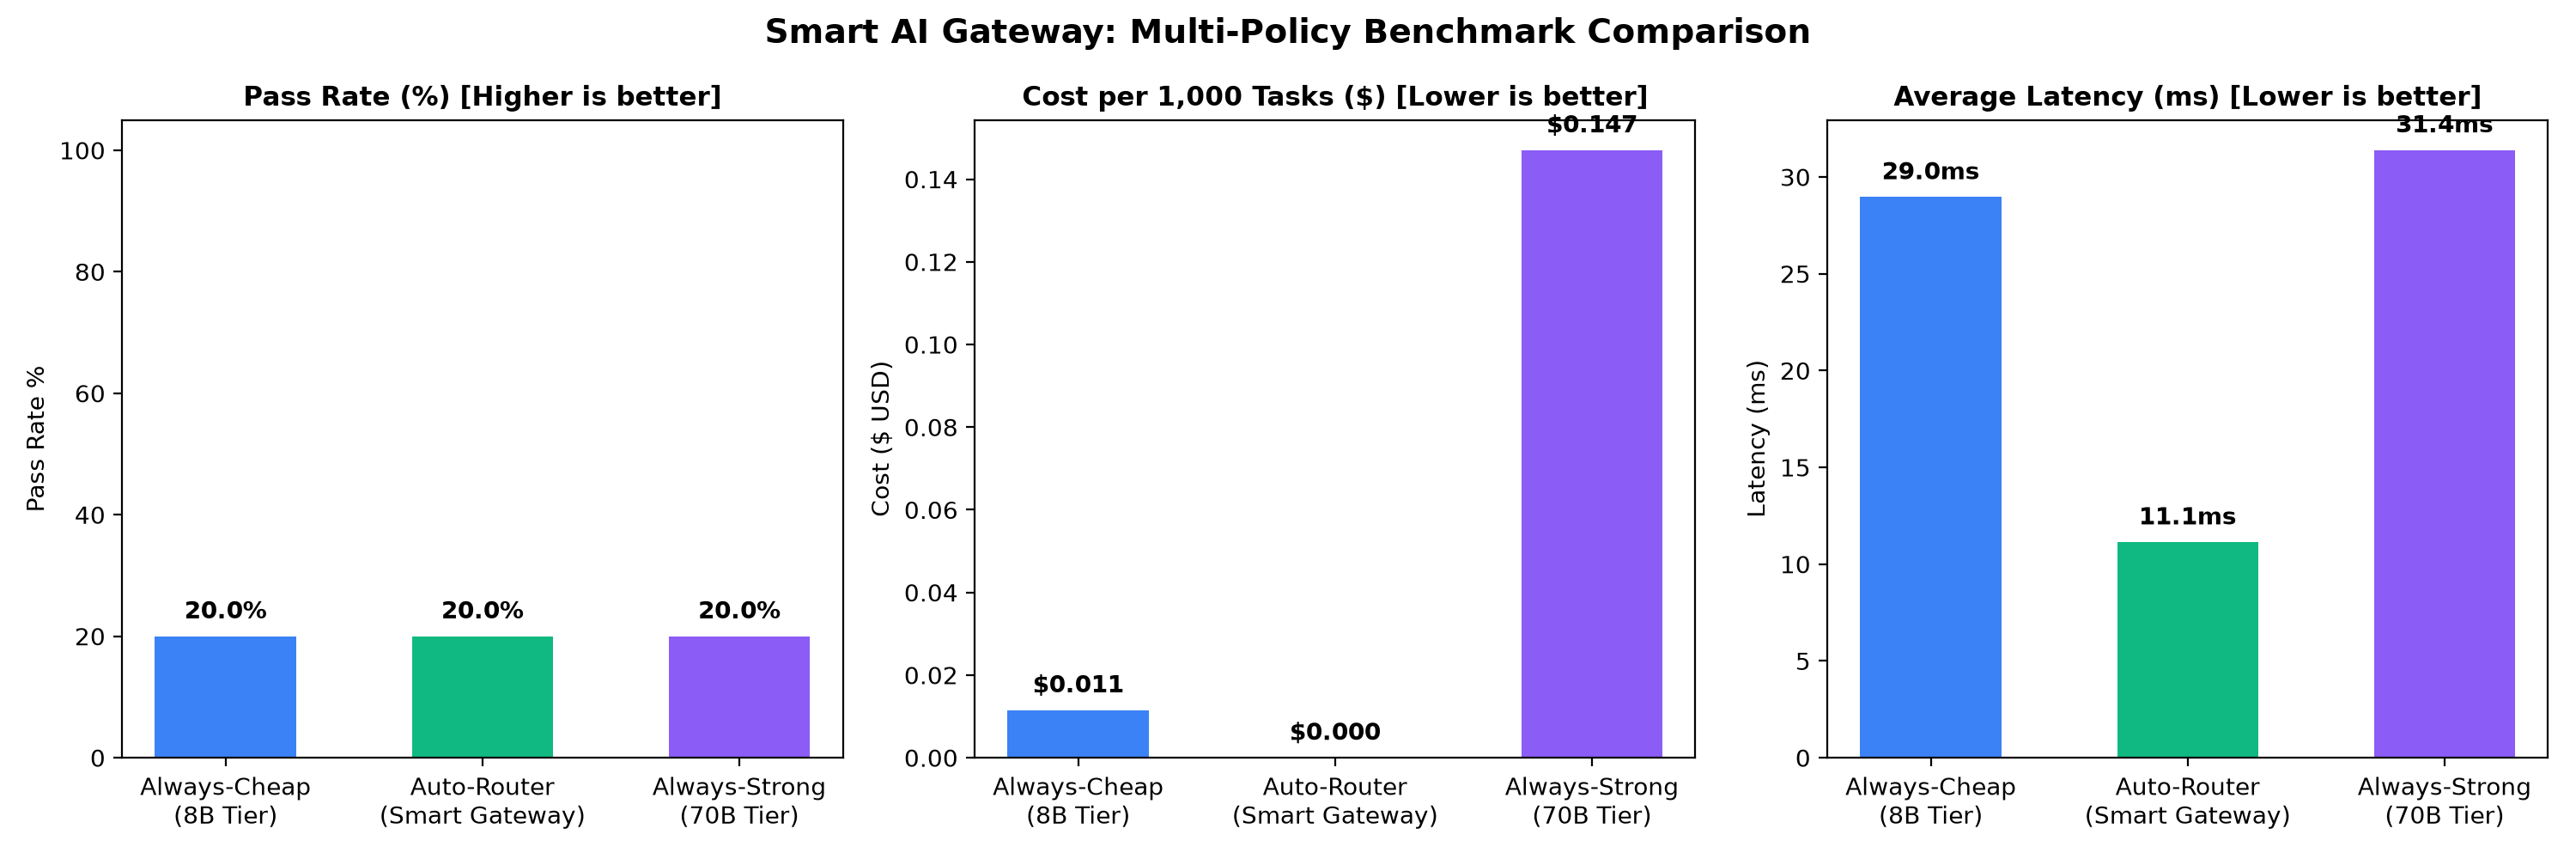 Smart AI Gateway: Multi-Policy Benchmark Comparison
Pass Rate (%) [Higher is better]
Pass Rate %
100
80
60
40
20
0
20.0%
20.0%
20.0%
Always-Cheap
(8B Tier)
Auto-Router
(Smart Gateway)
Always-Strong
(70B Tier)
Cost per 1,000 Tasks ($) [Lower is better]
Cost ($ USD)
0.14
0.12
0.10
0.08
0.06
0.04
0.02
0.00
$0.011
$0.000
$0.147
Always-Cheap
(8B Tier)
Auto-Router
(Smart Gateway)
Always-Strong
(70B Tier)
Average Latency (ms) [Lower is better]
Latency (ms)
30
25
20
15
10
5
0
29.0ms
11.1ms
31.4ms
Always-Cheap
(8B Tier)
Auto-Router
(Smart Gateway)
Always-Strong
(70B Tier)